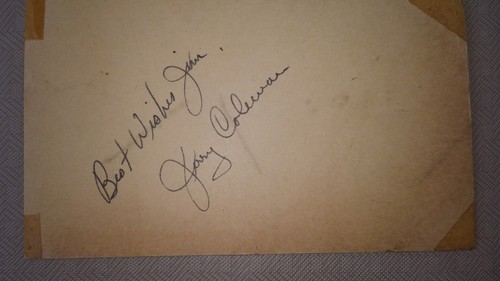 Best Wishes Jim,
Jerry Coleman